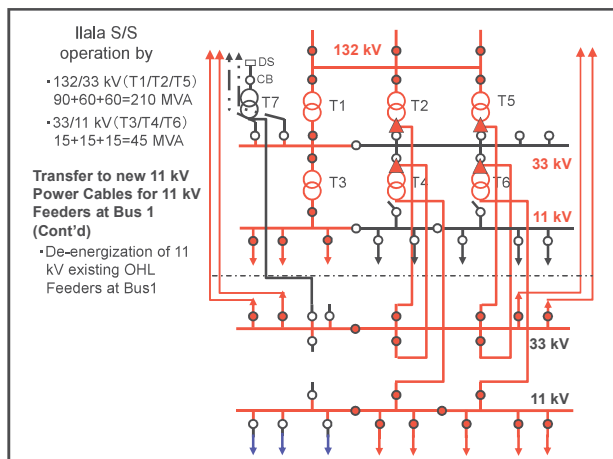 Ilala S/S
operation by
・132/33 kV(T1/T2/T5)
90+60+60=210 MVA
・33/11 kV(T3/T4/T6)
15+15+15=45 MVA
Transfer to new 11 kV
Power Cables for 11 kV
Feeders at Bus 1
(Cont’d)
・De-energization of 11
kV existing OHL
Feeders at Bus1
DS
CB
T7
132 kV
T1
T2
T5
33 kV
T3
T4
T6
11 kV
33 kV
11 kV